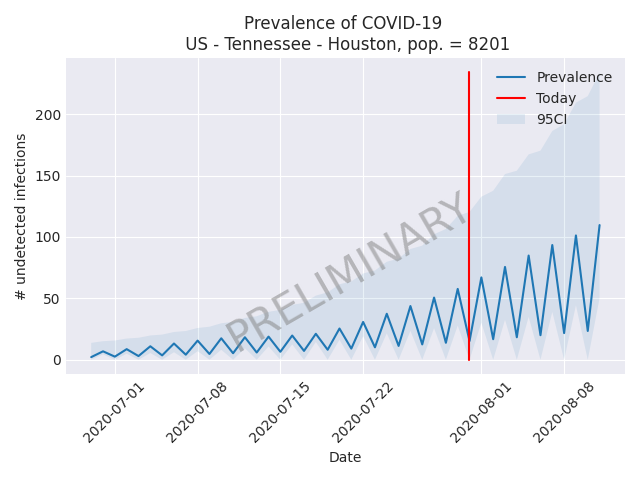 Prevalence of COVID-19
US - Tennessee - Houston, pop. = 8201
Prevalence
Today
95CI
200
150
100
50
0
# undetected infections
PRELIMINARY
2020-07-01
2020-07-08
2020-07-15
2020-07-22
2020-08-01
2020-08-08
Date